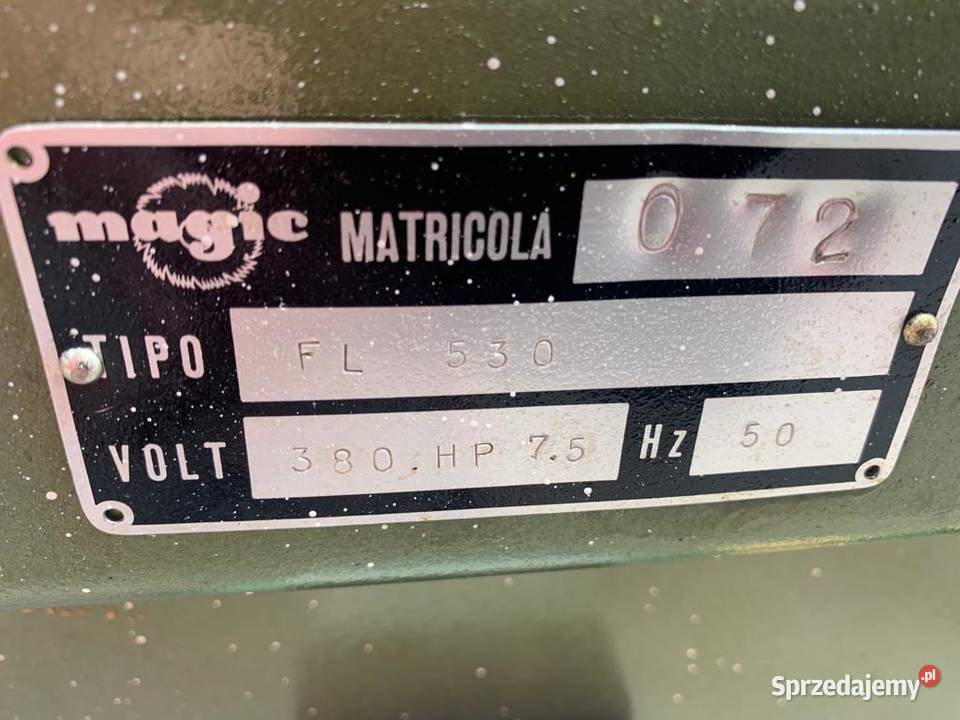 magic MATRICOLA 072
TIPO FL 530
VOLT 380 HP 7.5 Hz 50
Sprzedajemy.pl